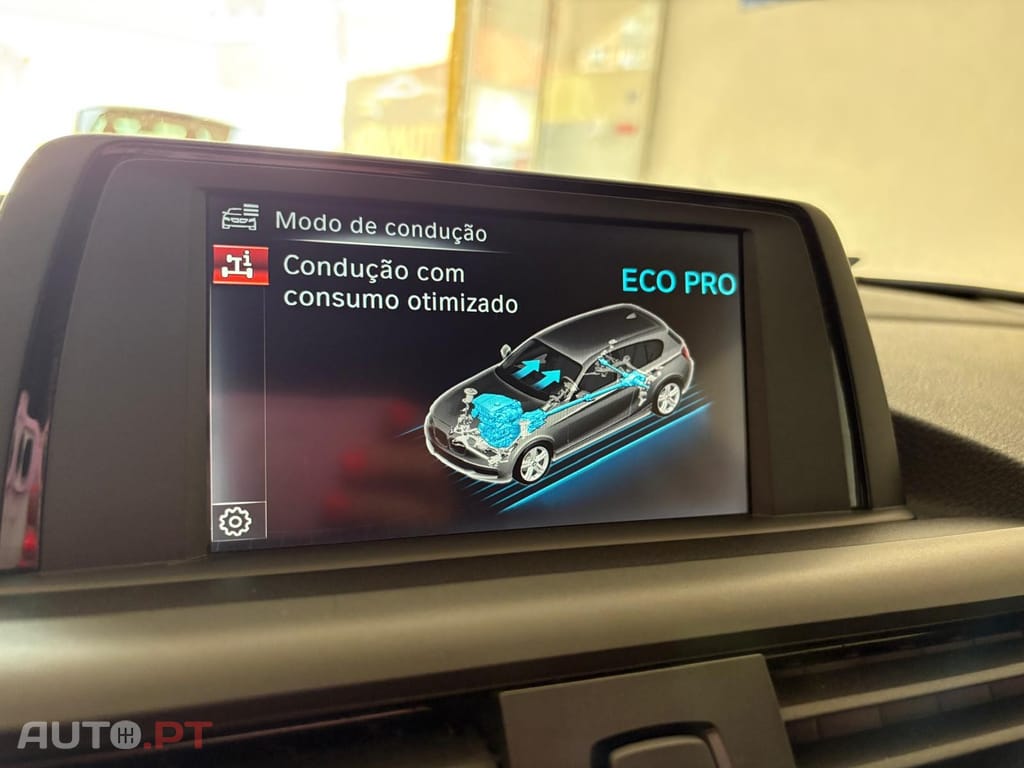 Modo de condução
Condução com
consumo otimizado
ECO PRO
AUTO.PT